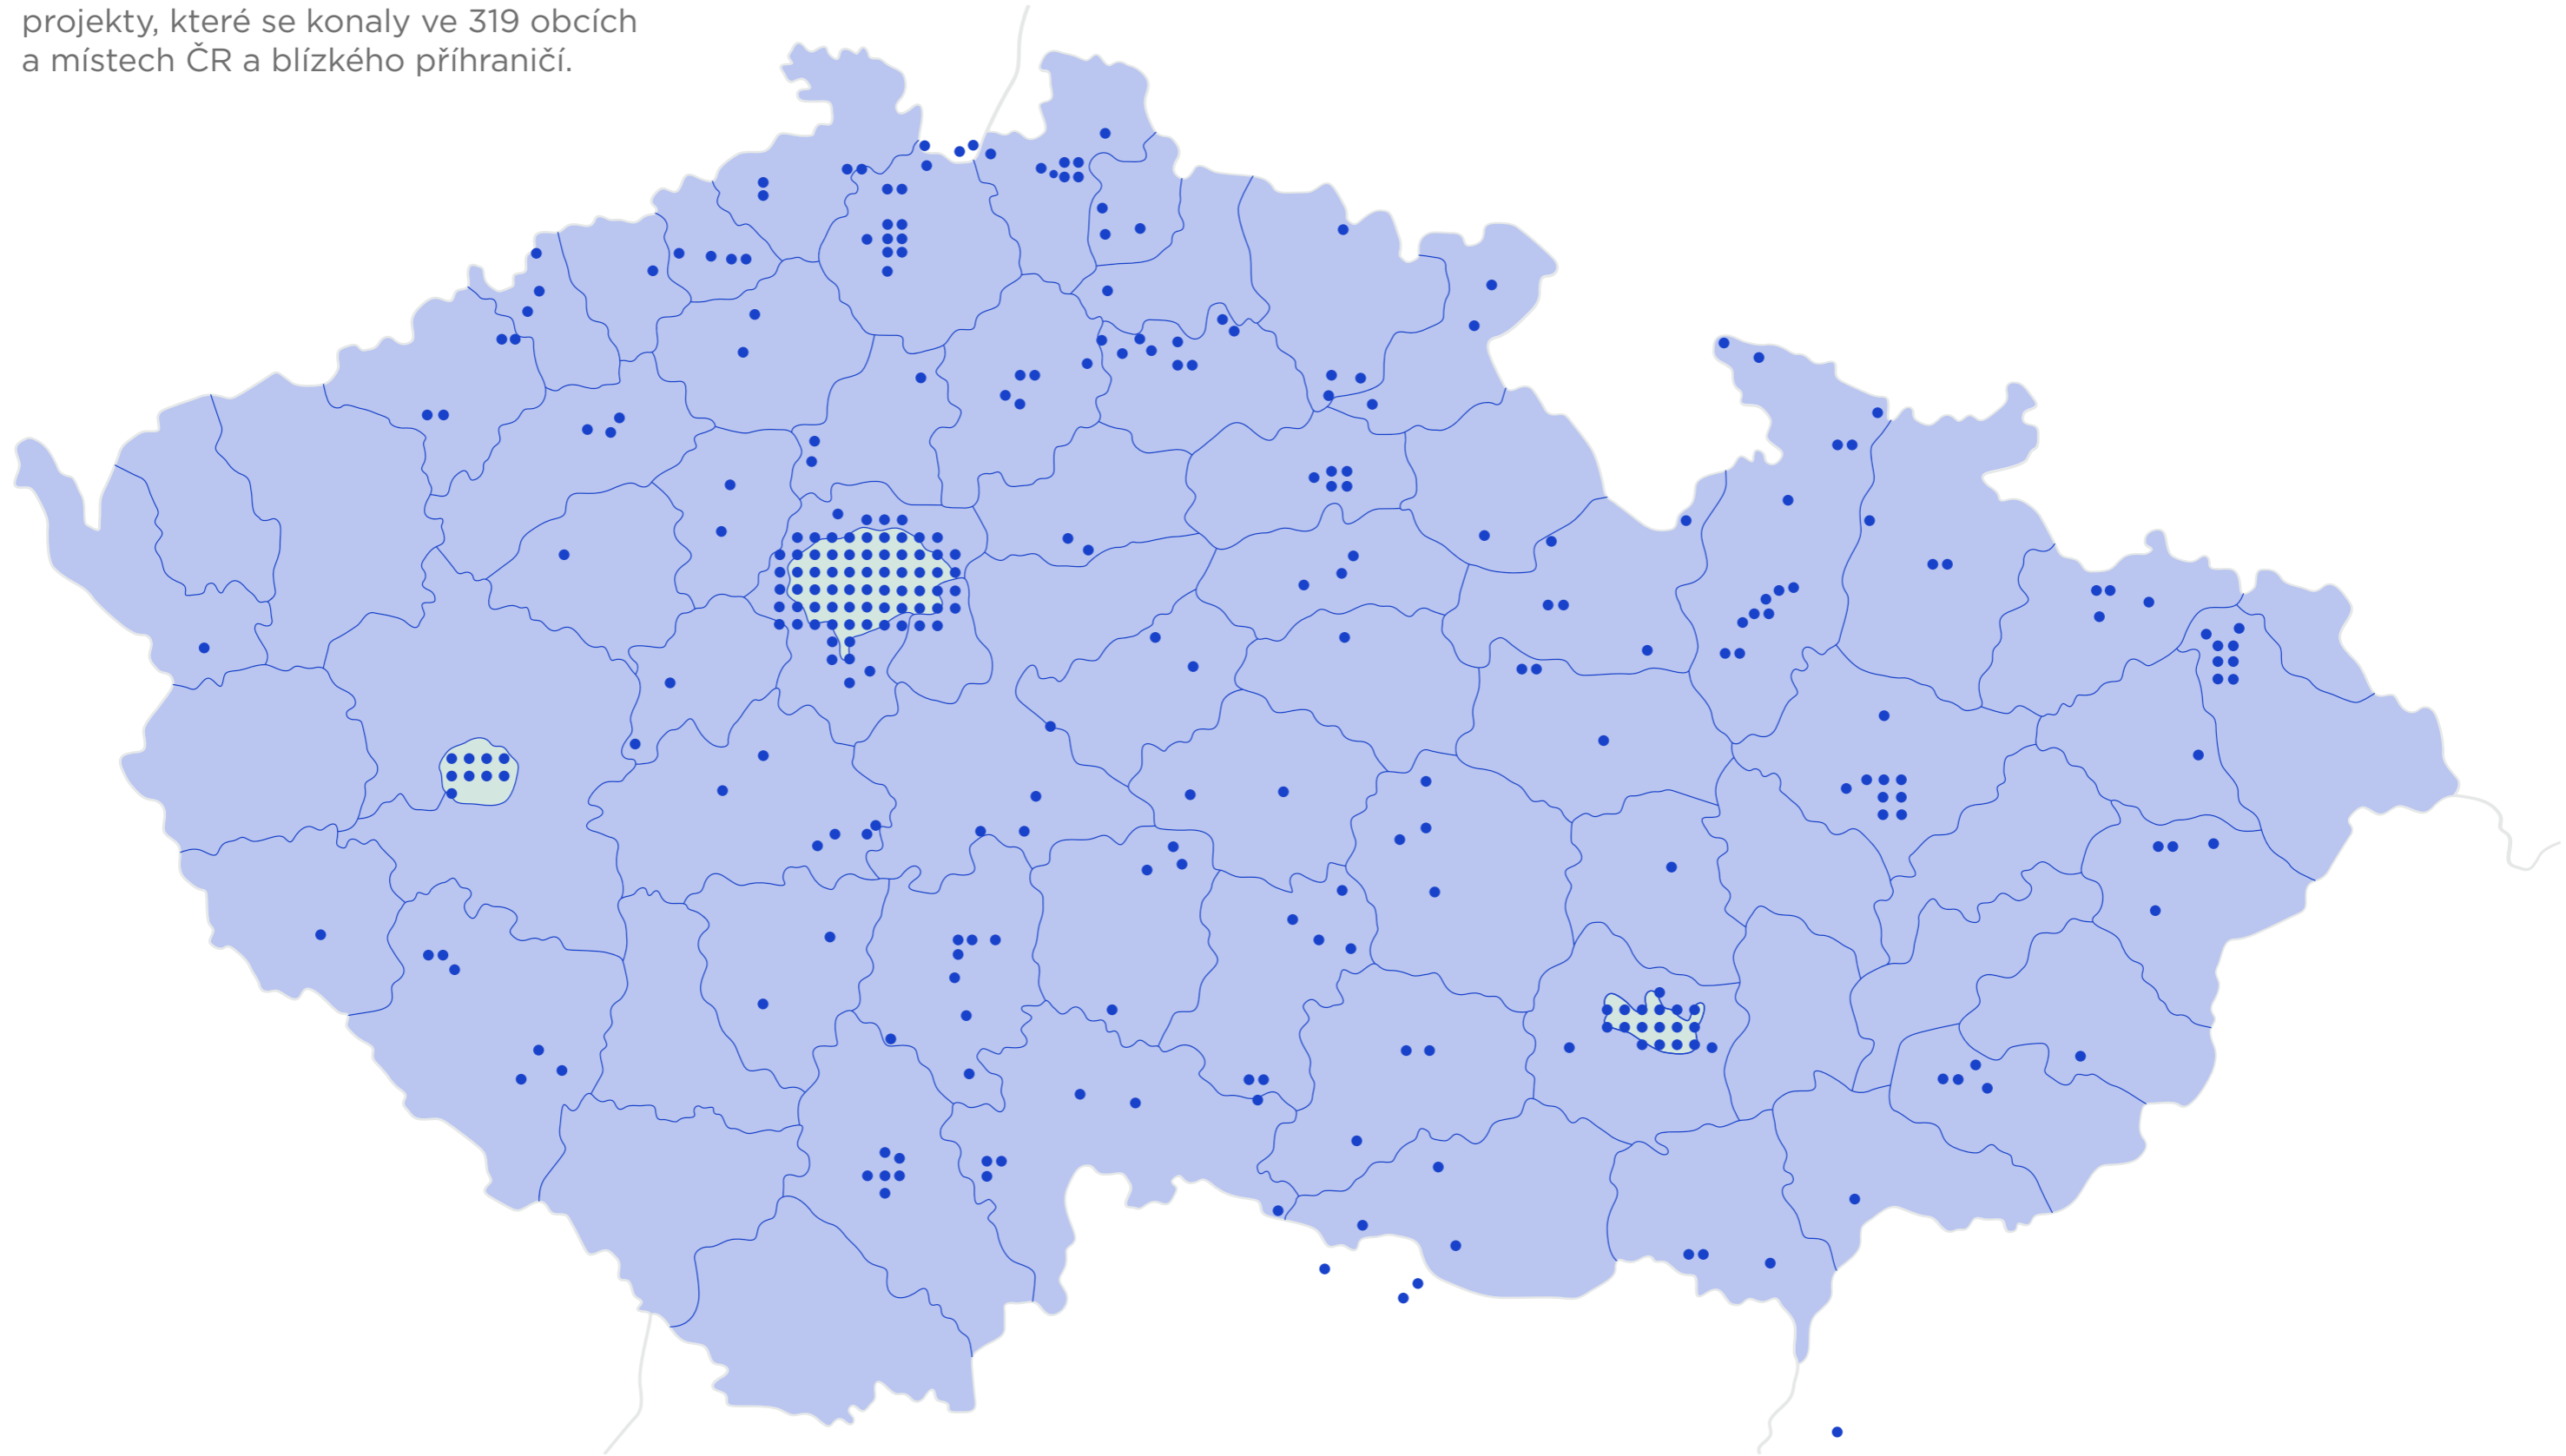 projekty, které se konaly ve 319 obcích
a místech ČR a blízkého příhraničí.